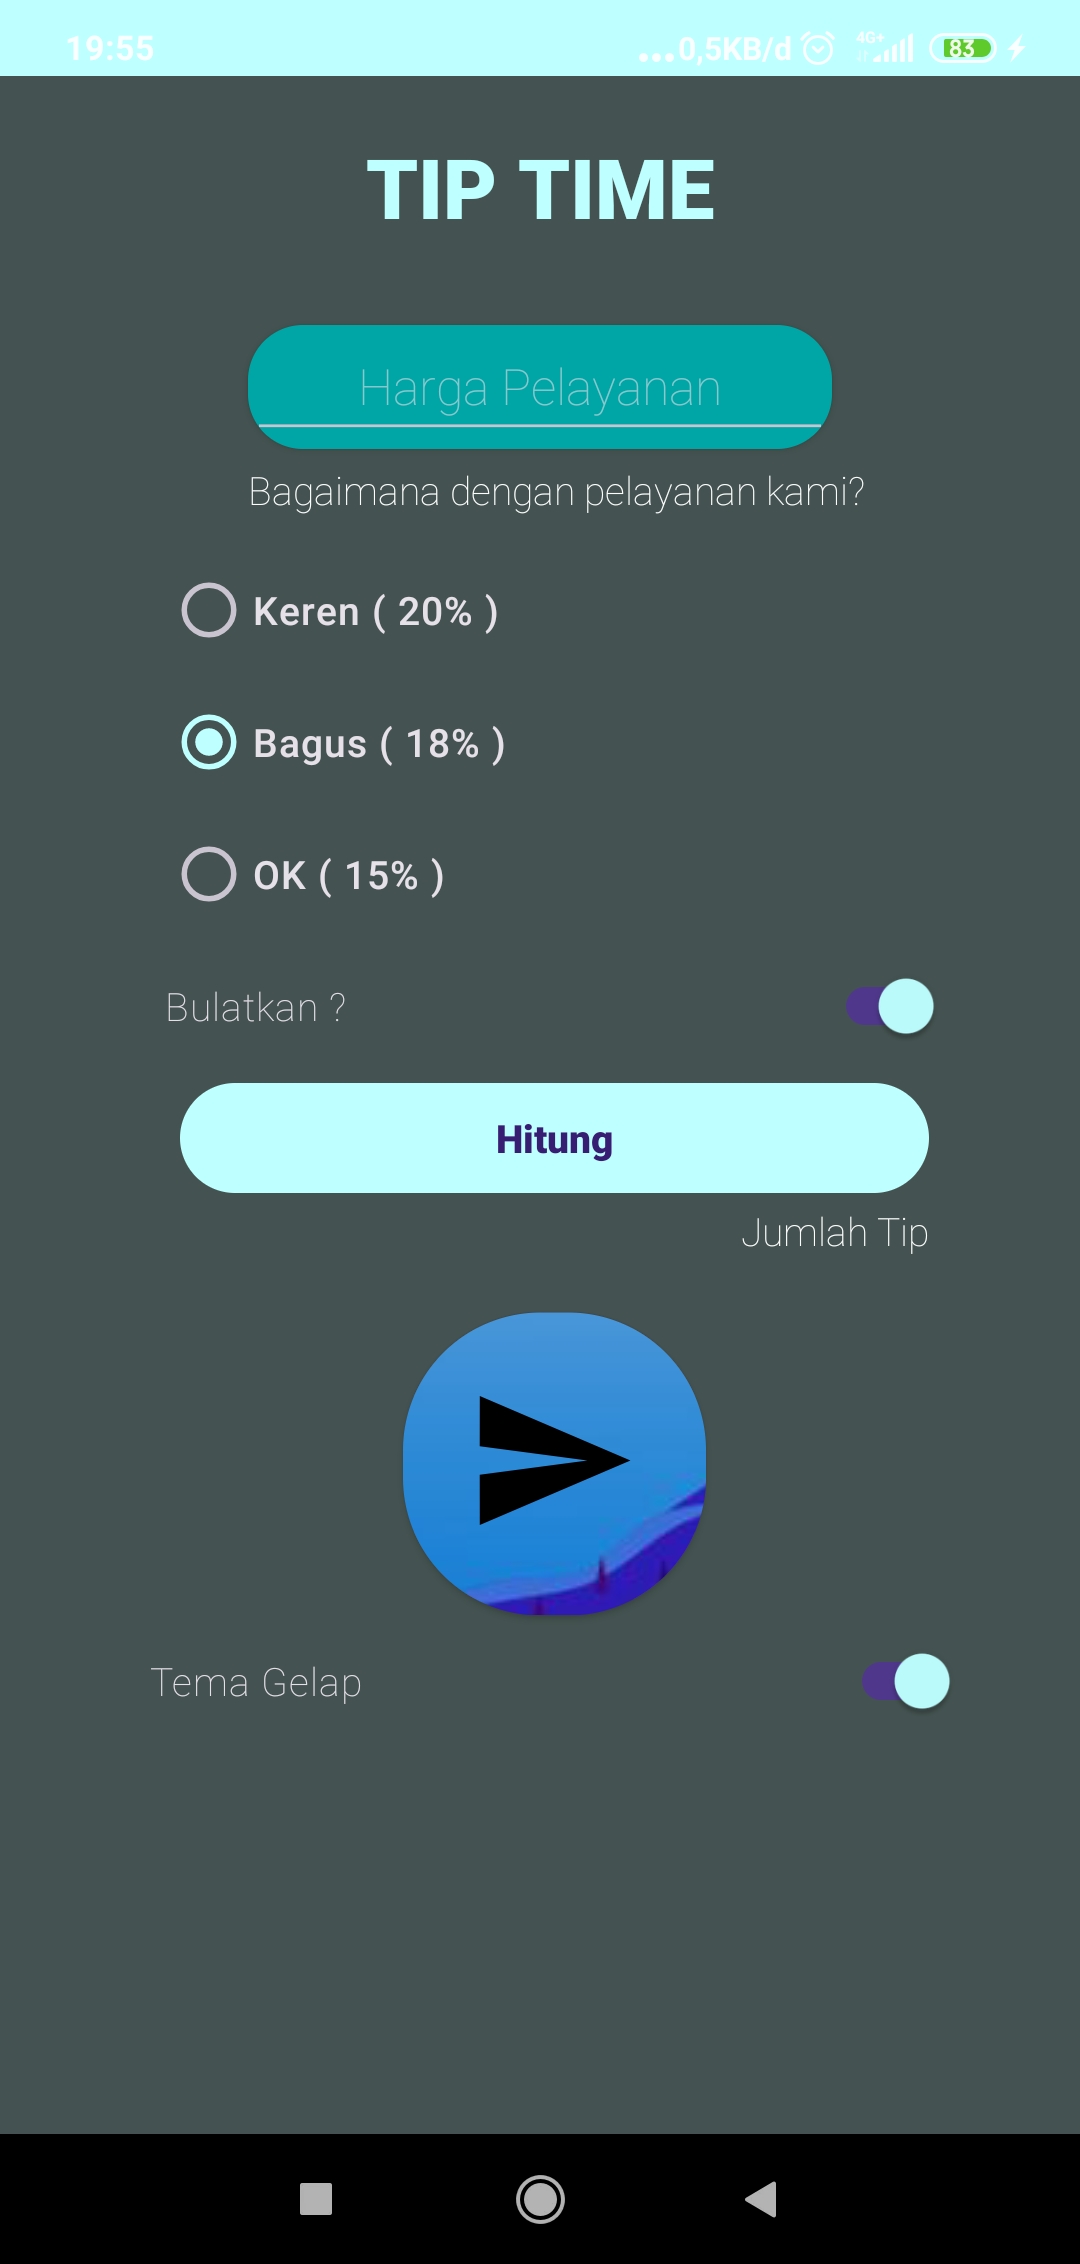 19:55
...0,5KB/d 4G+ 83
TIP TIME
Harga Pelayanan
Bagaimana dengan pelayanan kami?
Keren ( 20% )
Bagus ( 18% )
OK ( 15% )
Bulatkan ?
Hitung
Jumlah Tip
Tema Gelap